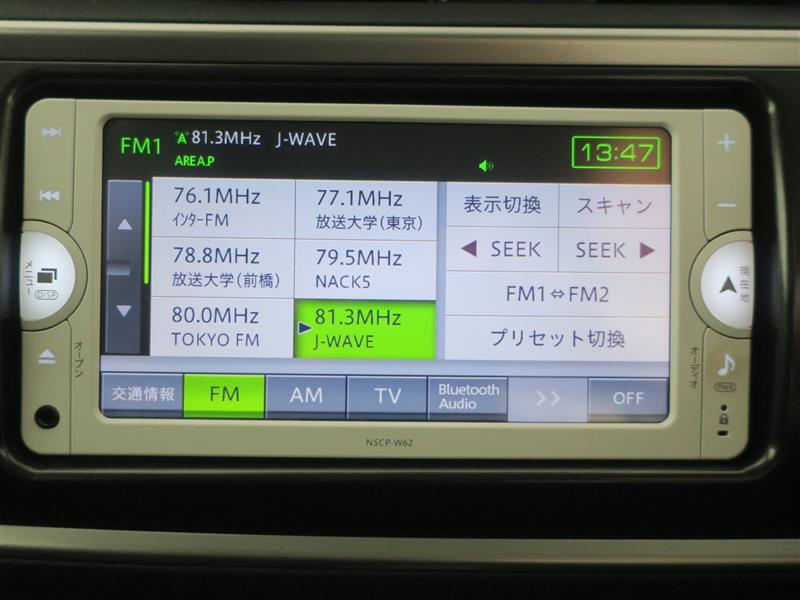 FM1 A 81.3MHz J-WAVE
AREA.P
13:47
76.1MHz
インターFM
77.1MHz
放送大学(東京)
78.8MHz
放送大学(前橋)
79.5MHz
NACK5
80.0MHz
TOKYO FM
81.3MHz
J-WAVE
表示切換
スキャン
SEEK
SEEK
FM1⇔FM2
プリセット切換
交通情報
FM
AM
TV
Bluetooth
Audio
>>
OFF
メニュー
DISP
オープン
+
−
現在地
オーディオ
PWR
NSCP-W62